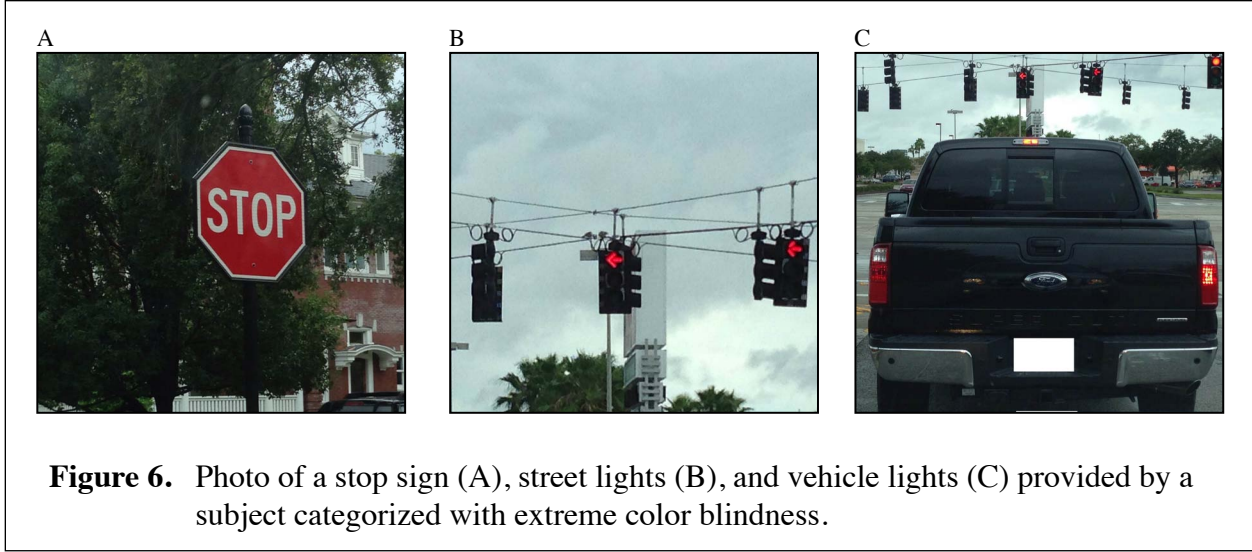 A
B
C
STOP
Figure 6. Photo of a stop sign (A), street lights (B), and vehicle lights (C) provided by a
subject categorized with extreme color blindness.